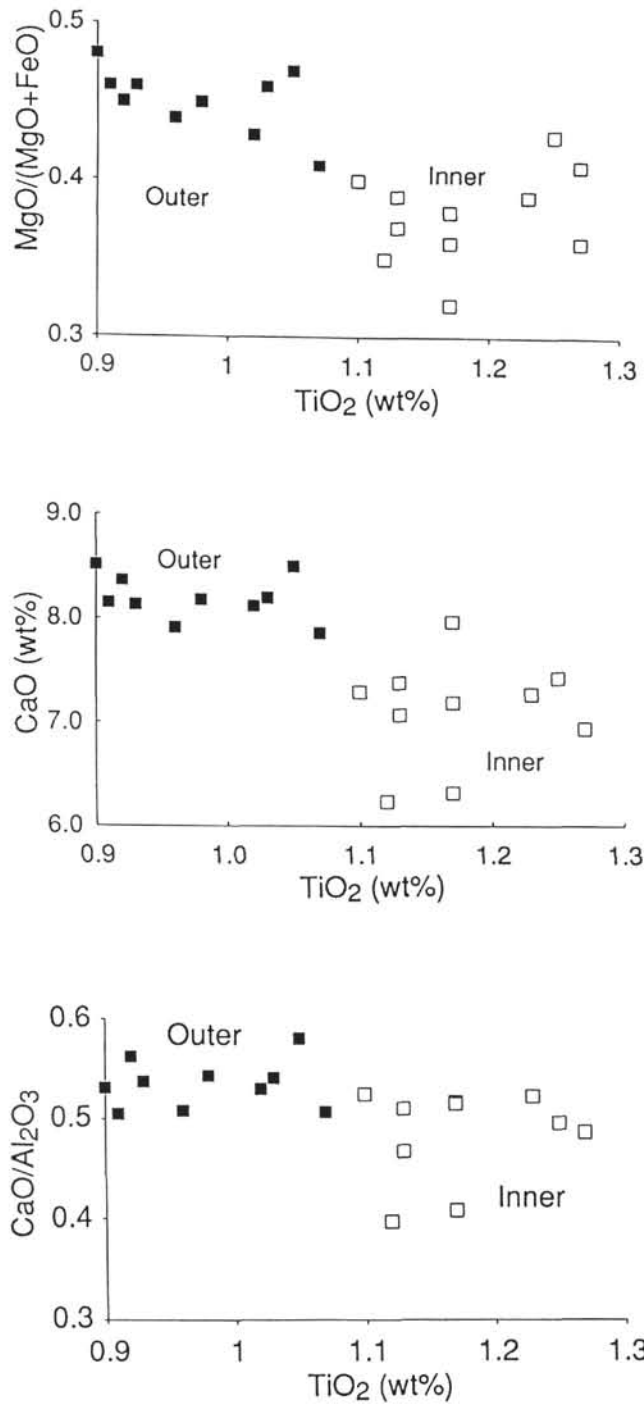 MgO/(MgO+FeO)
0.5
0.4
0.3
Outer
Inner
0.9
1
1.1
1.2
1.3
TiO2 (wt%)
CaO (wt%)
9.0
8.0
7.0
6.0
Outer
Inner
0.9
1.0
1.1
1.2
1.3
TiO2 (wt%)
CaO/Al2O3
0.6
0.5
0.4
0.3
Outer
Inner
0.9
1
1.1
1.2
1.3
TiO2 (wt%)